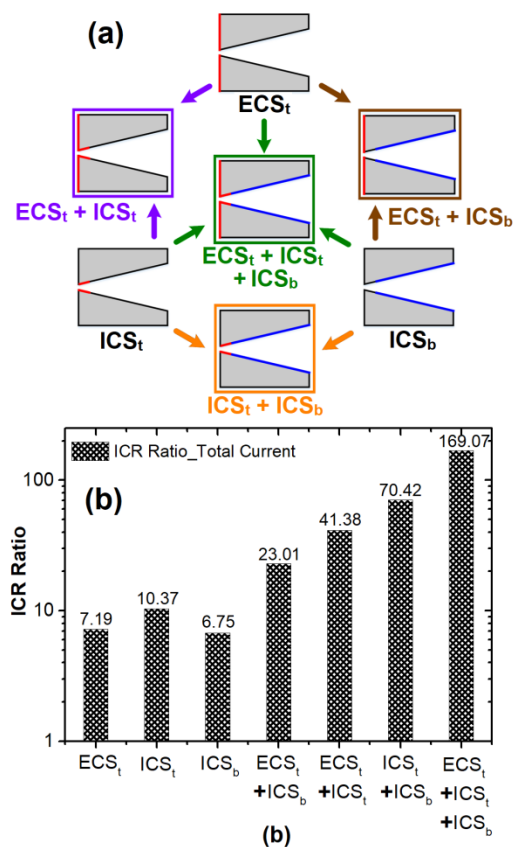 (a)
ECSt
ECSt + ICSt
ECSt + ICSb
ECSt + ICSt
+ ICSb
ICSt
ICSb
ICSt + ICSb
(b)
ICR Ratio_Total Current
ICR Ratio
100
10
1
7.19
10.37
6.75
23.01
41.38
70.42
169.07
ECSt
ICSt
ICSb
ECSt
+ICSb
ECSt
+ICSt
ICSt
+ICSb
ECSt
+ICSt
+ICSb
(b)